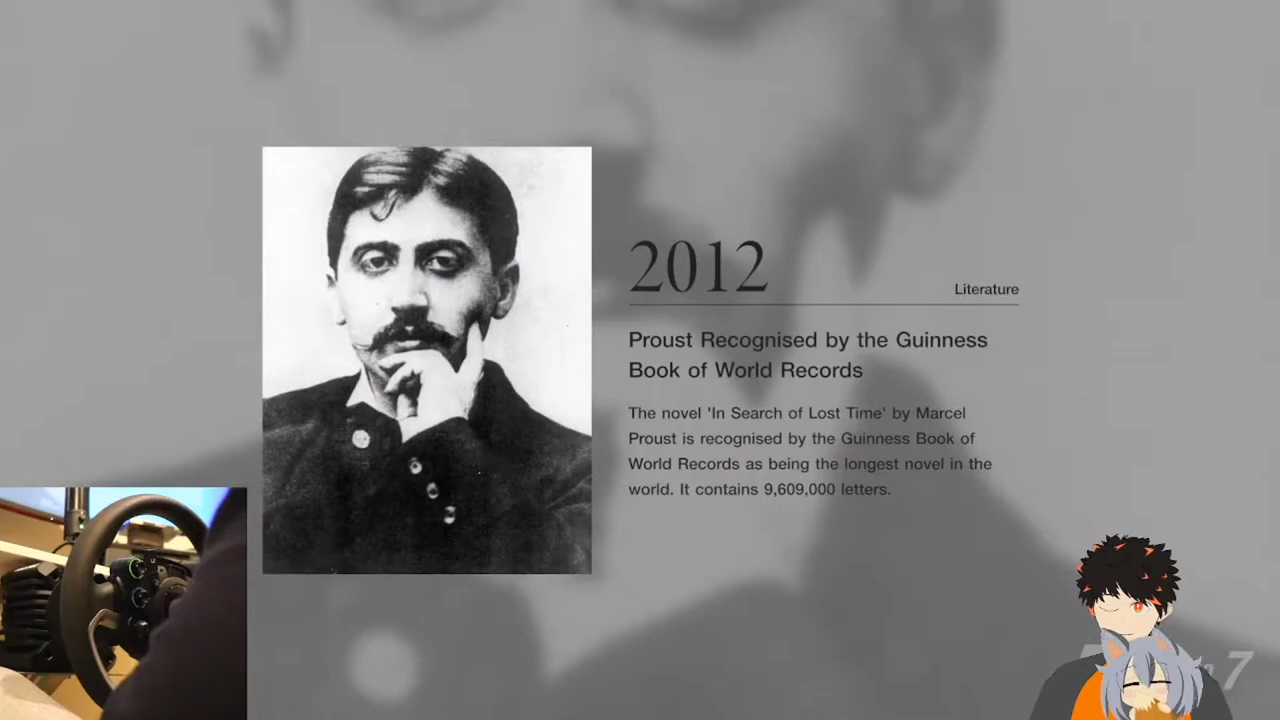 2012
Literature
Proust Recognised by the Guinness
Book of World Records
The novel 'In Search of Lost Time' by Marcel
Proust is recognised by the Guinness Book of
World Records as being the longest novel in the
world. It contains 9,609,000 letters.
7